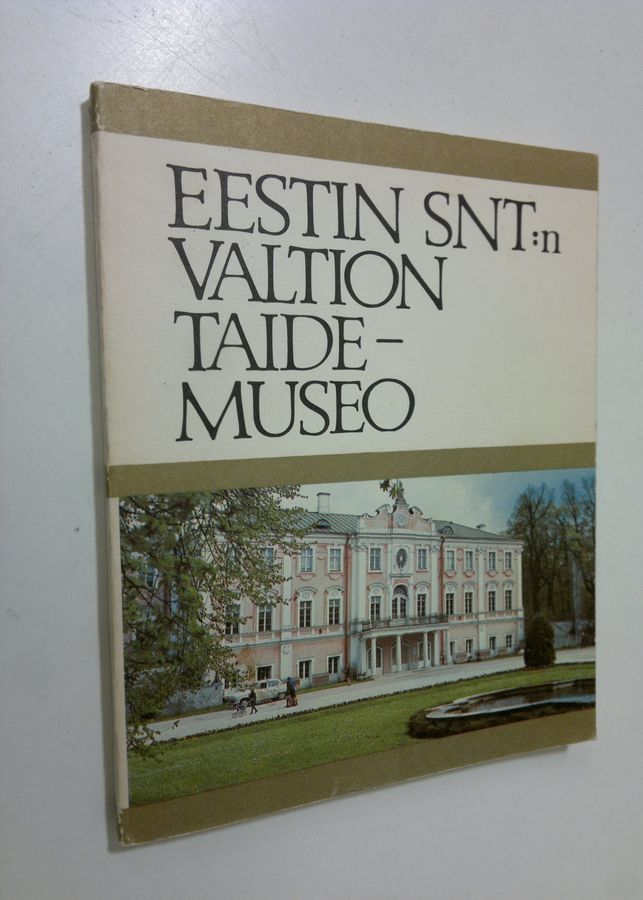 EESTIN SNT:n
VALTION
TAIDE-
MUSEO